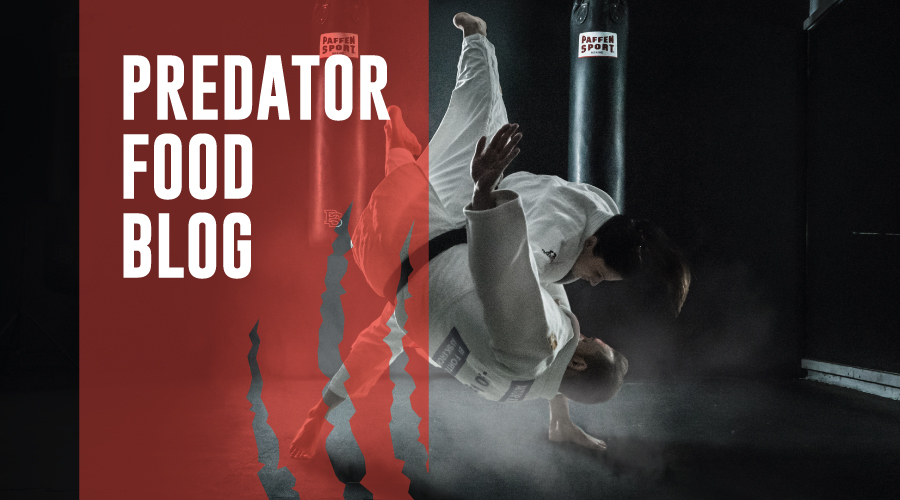 PREDATOR
FOOD
BLOG
PAFFEN
SPORT
PAFFEN
SPORT